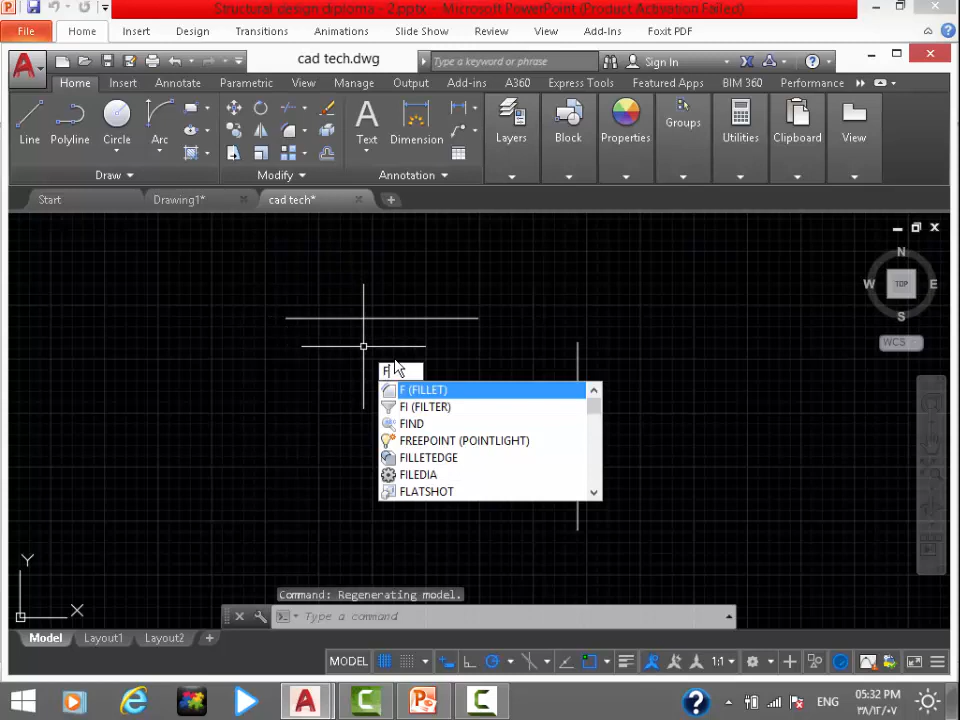 Structural design diploma - 2.pptx - Microsoft PowerPoint (Product Activation Failed)
File Home Insert Design Transitions Animations Slide Show Review View Add-Ins Foxit PDF
cad tech.dwg Type a keyword or phrase Sign In
Home Insert Annotate Parametric View Manage Output Add-ins A360 Express Tools Featured Apps BIM 360 Performance
Line Polyline Circle Arc Text Dimension Layers Block Properties Groups Utilities Clipboard View
Draw Modify Annotation
Start Drawing1* cad tech*
N
W TOP E
S
WCS
F
F (FILLET)
FI (FILTER)
FIND
FREEPOINT (POINTLIGHT)
FILLETEDGE
FILEDIA
FLATSHOT
Y
X
Command: Regenerating model.
Type a command
Model Layout1 Layout2
MODEL 1:1
ENG 05:32 PM
٣٨/١٢/٠٧